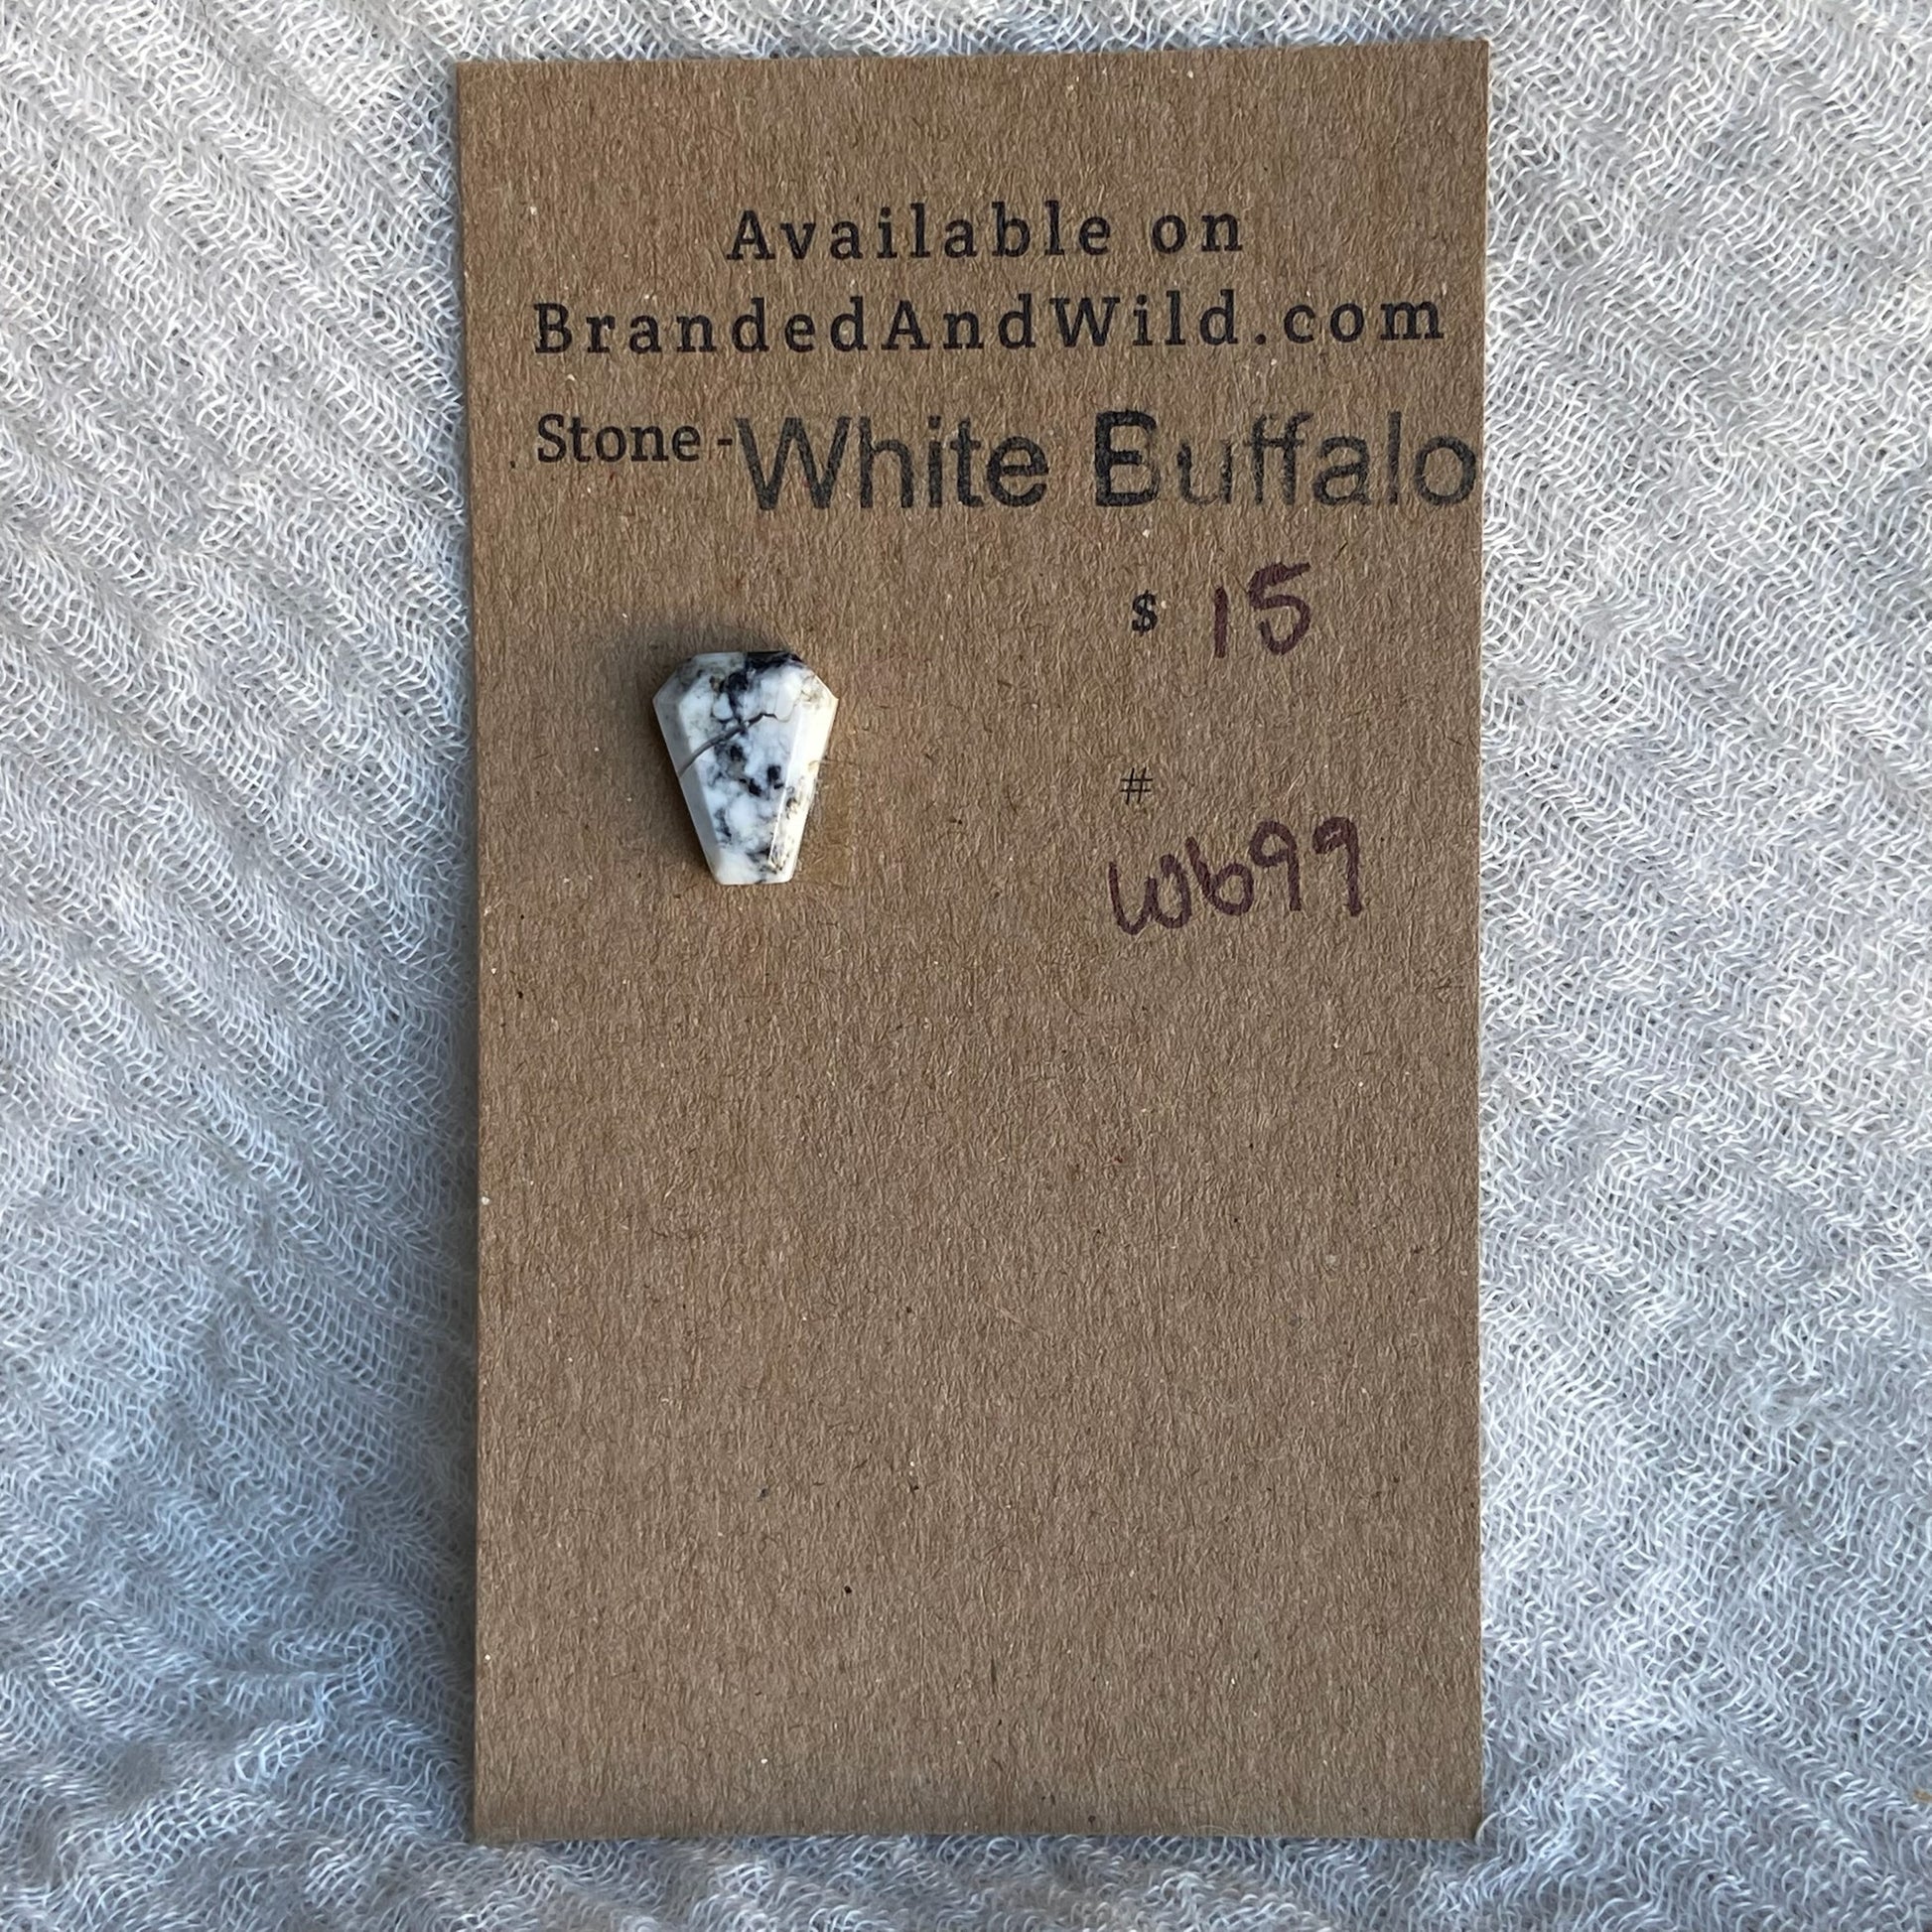 Available on
BrandedAndWild.com
Stone - White Buffalo
$ 15
#
Wb99